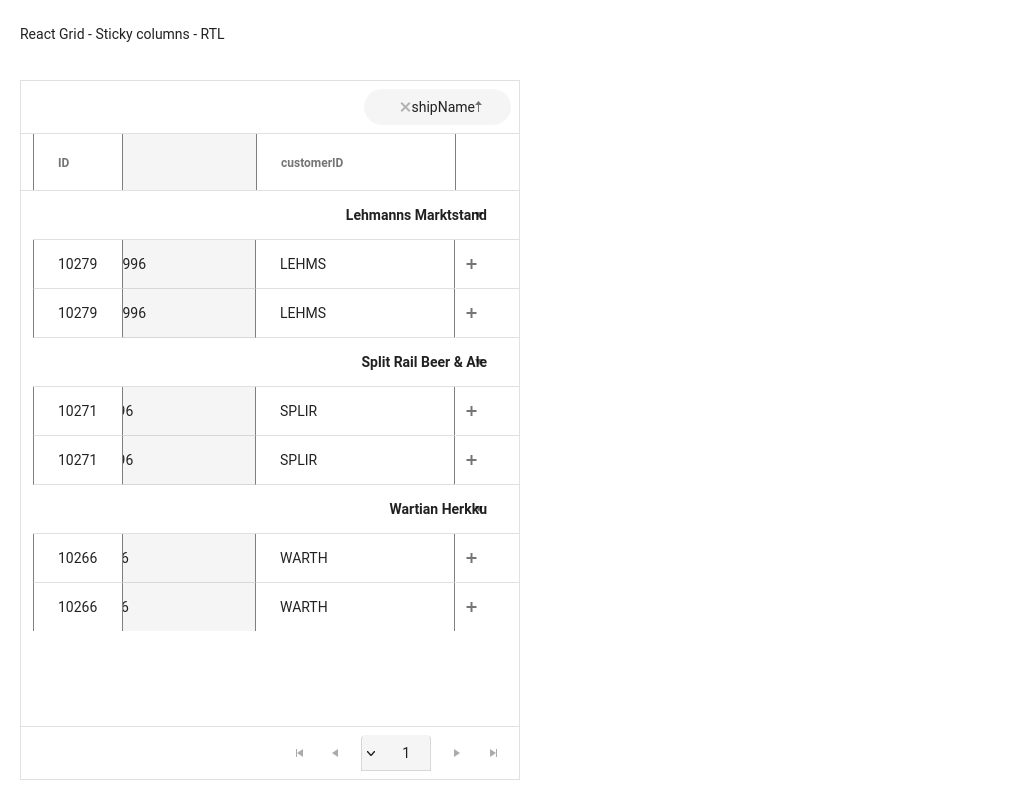 React Grid - Sticky columns - RTL
shipName
ID customerID
Lehmanns Marktstand
10279 996 LEHMS +
10279 996 LEHMS +
Split Rail Beer & Ale
10271 96 SPLIR +
10271 96 SPLIR +
Wartian Herkku
10266 6 WARTH +
10266 6 WARTH +
1